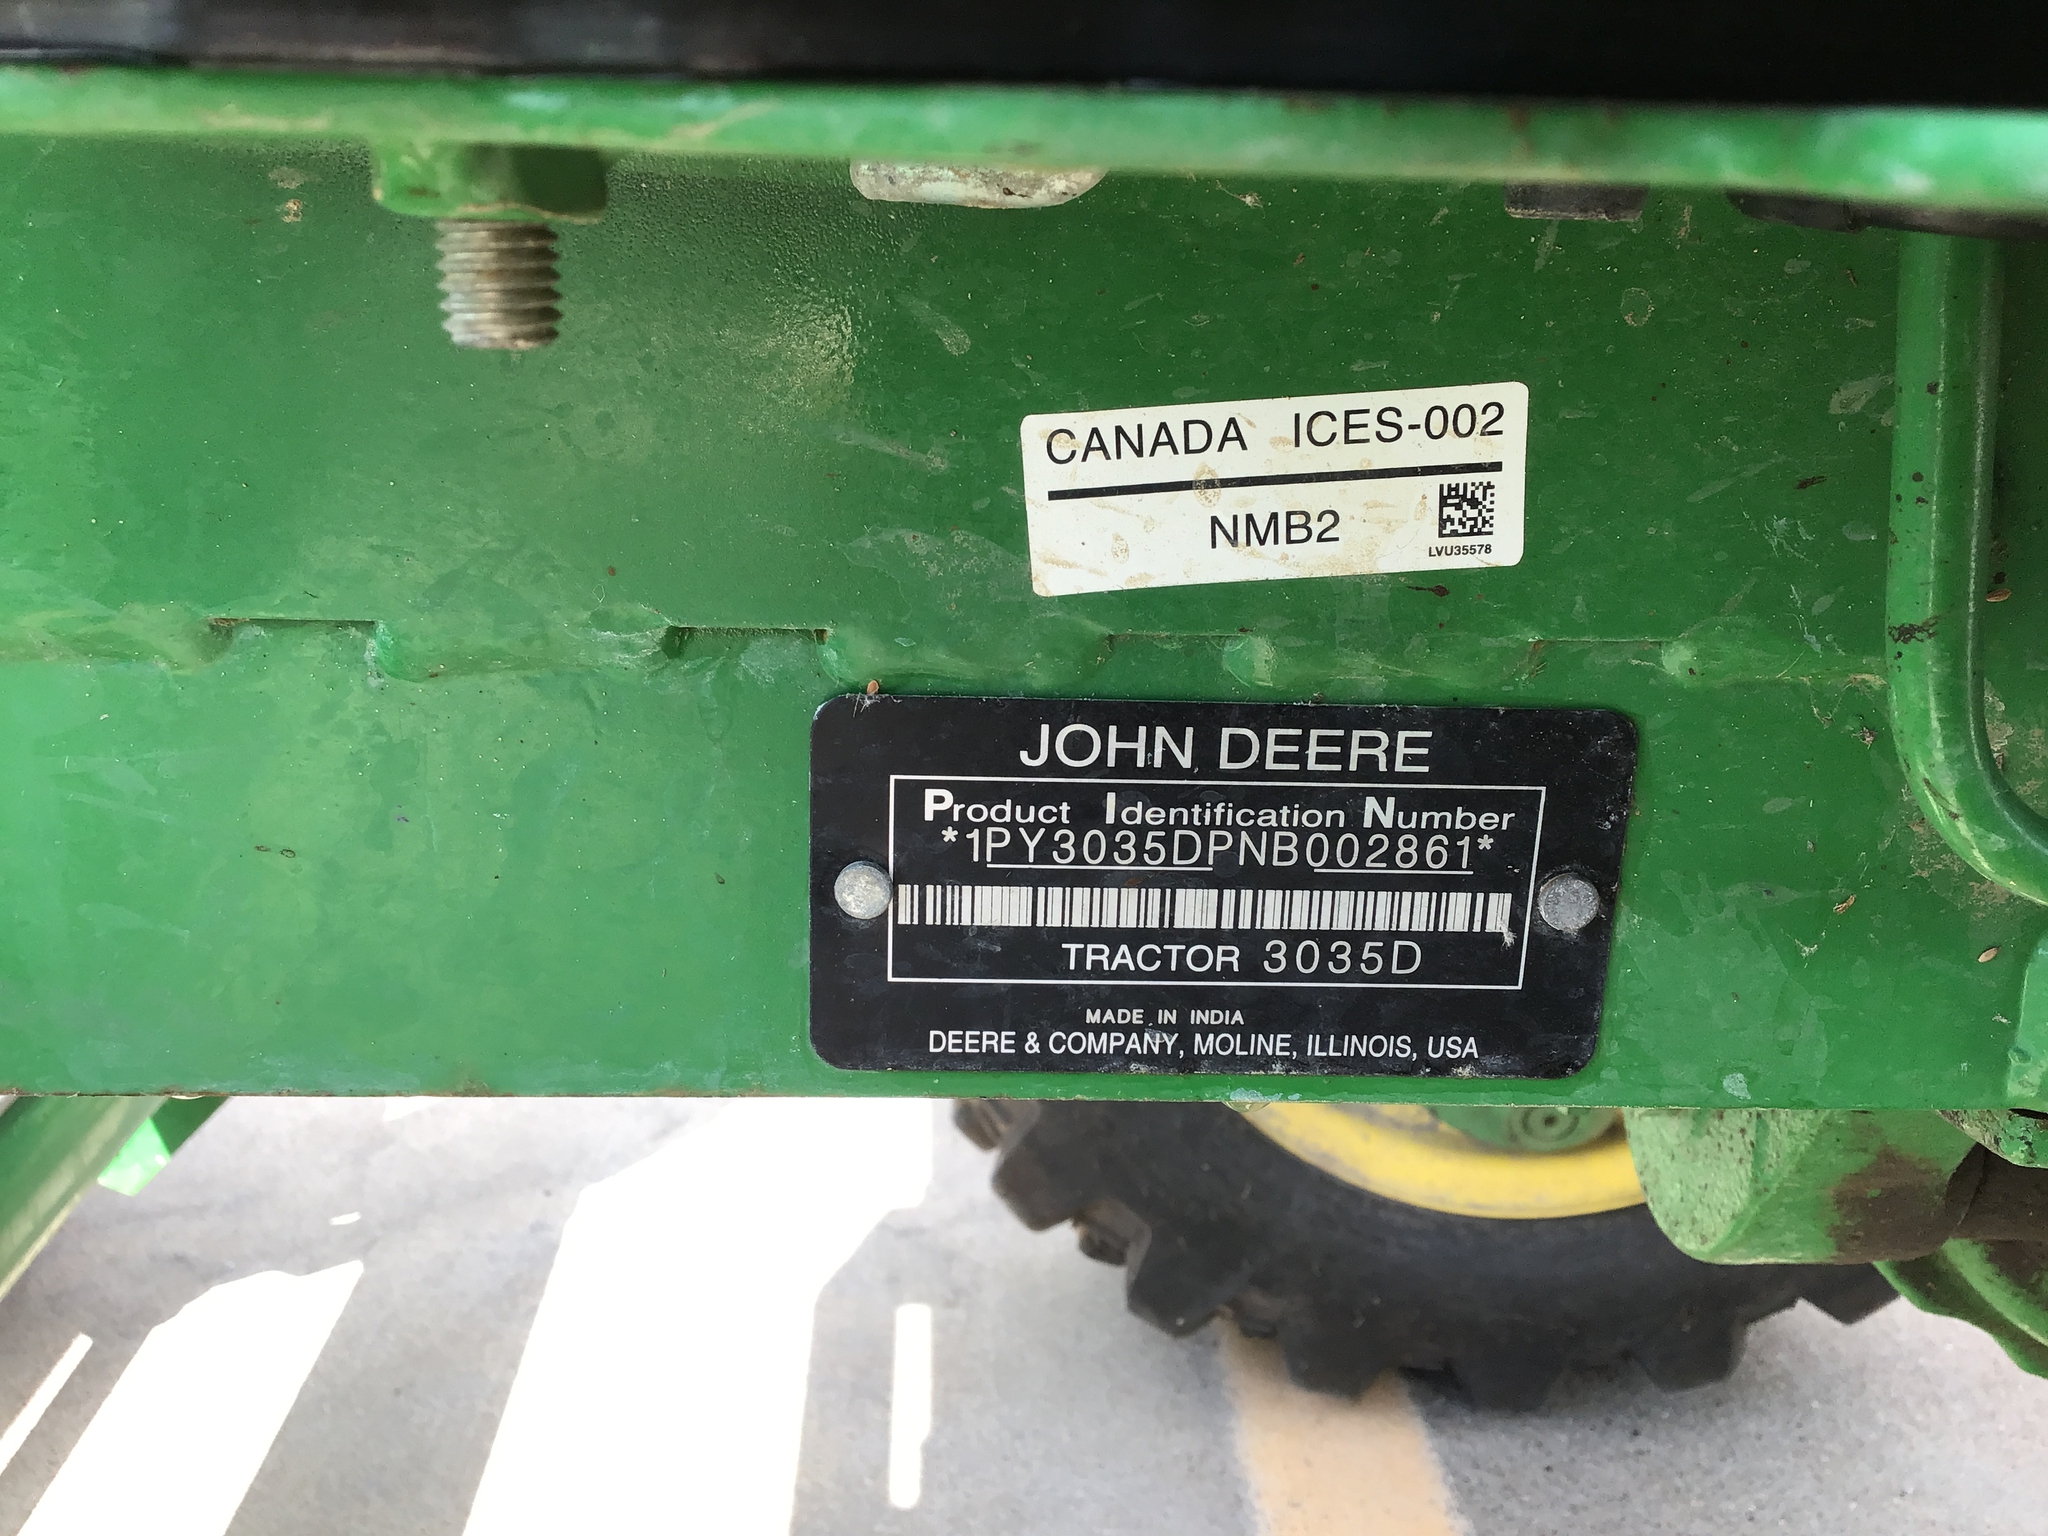 CANADA ICES-002
NMB2
LVU35578
JOHN DEERE
Product Identification Number
*1PY3035DPNB002861*
TRACTOR 3035D
MADE IN INDIA
DEERE & COMPANY, MOLINE, ILLINOIS, USA